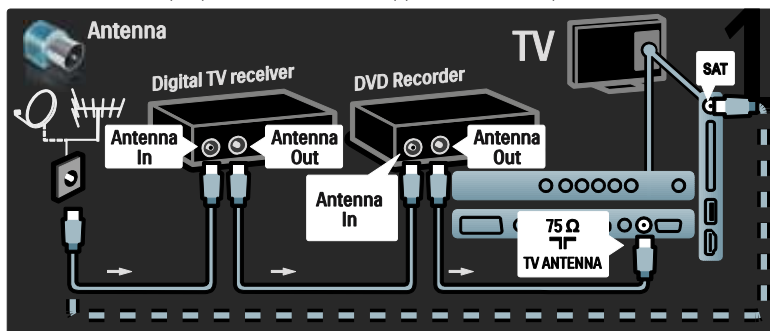 Antenna
TV
1
SAT
Digital TV receiver
DVD Recorder
Antenna
In
Antenna
Out
Antenna
In
Antenna
Out
75 Ω
TV ANTENNA